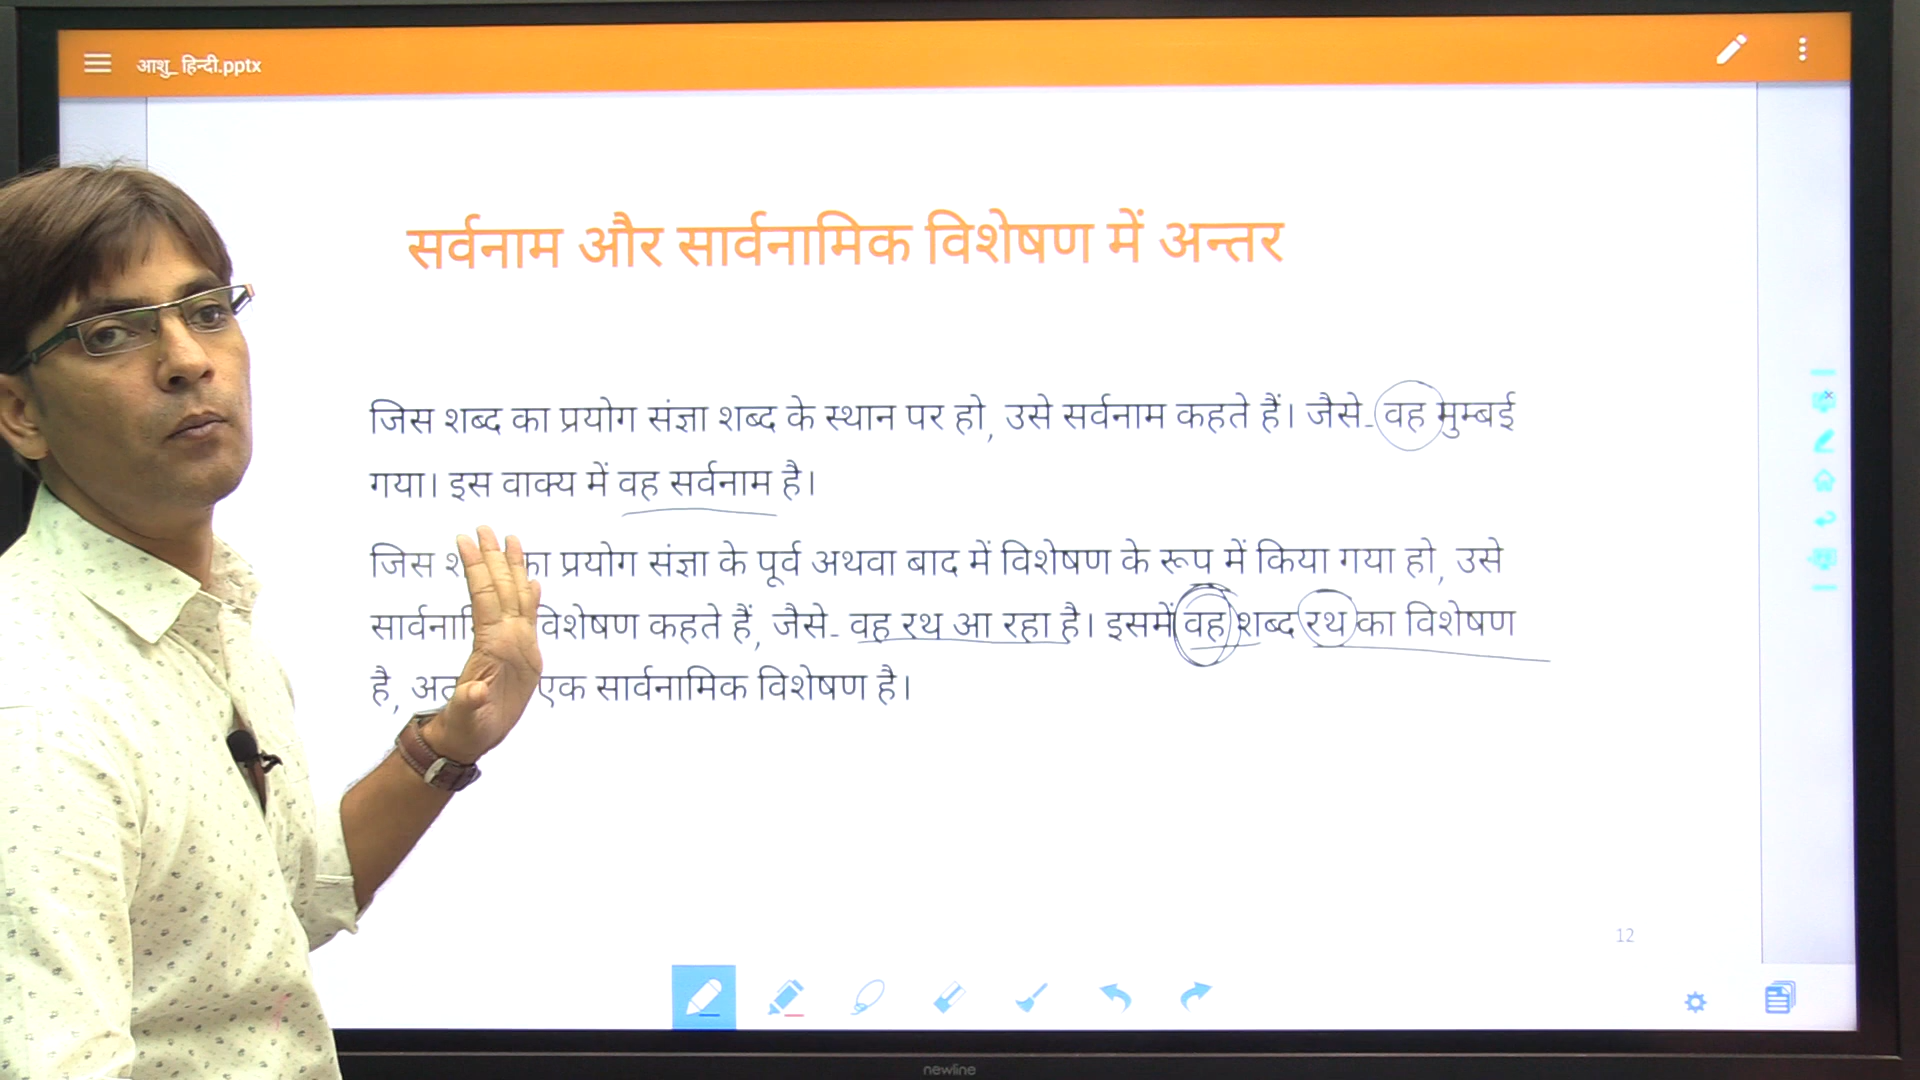 आशु_ हिन्दी.pptx
सर्वनाम और सार्वनामिक विशेषण में अन्तर
जिस शब्द का प्रयोग संज्ञा शब्द के स्थान पर हो, उसे सर्वनाम कहते हैं। जैसे- वह मुम्बई
गया। इस वाक्य में वह सर्वनाम है।
जिस का प्रयोग संज्ञा के पूर्व अथवा बाद में विशेषण के रूप में किया गया हो, उसे
विशेषण कहते हैं, जैसे- वह रथ आ रहा है। इसमें वह शब्द रथ का विशेषण
है, एक सार्वनामिक विशेषण है।
12
newline